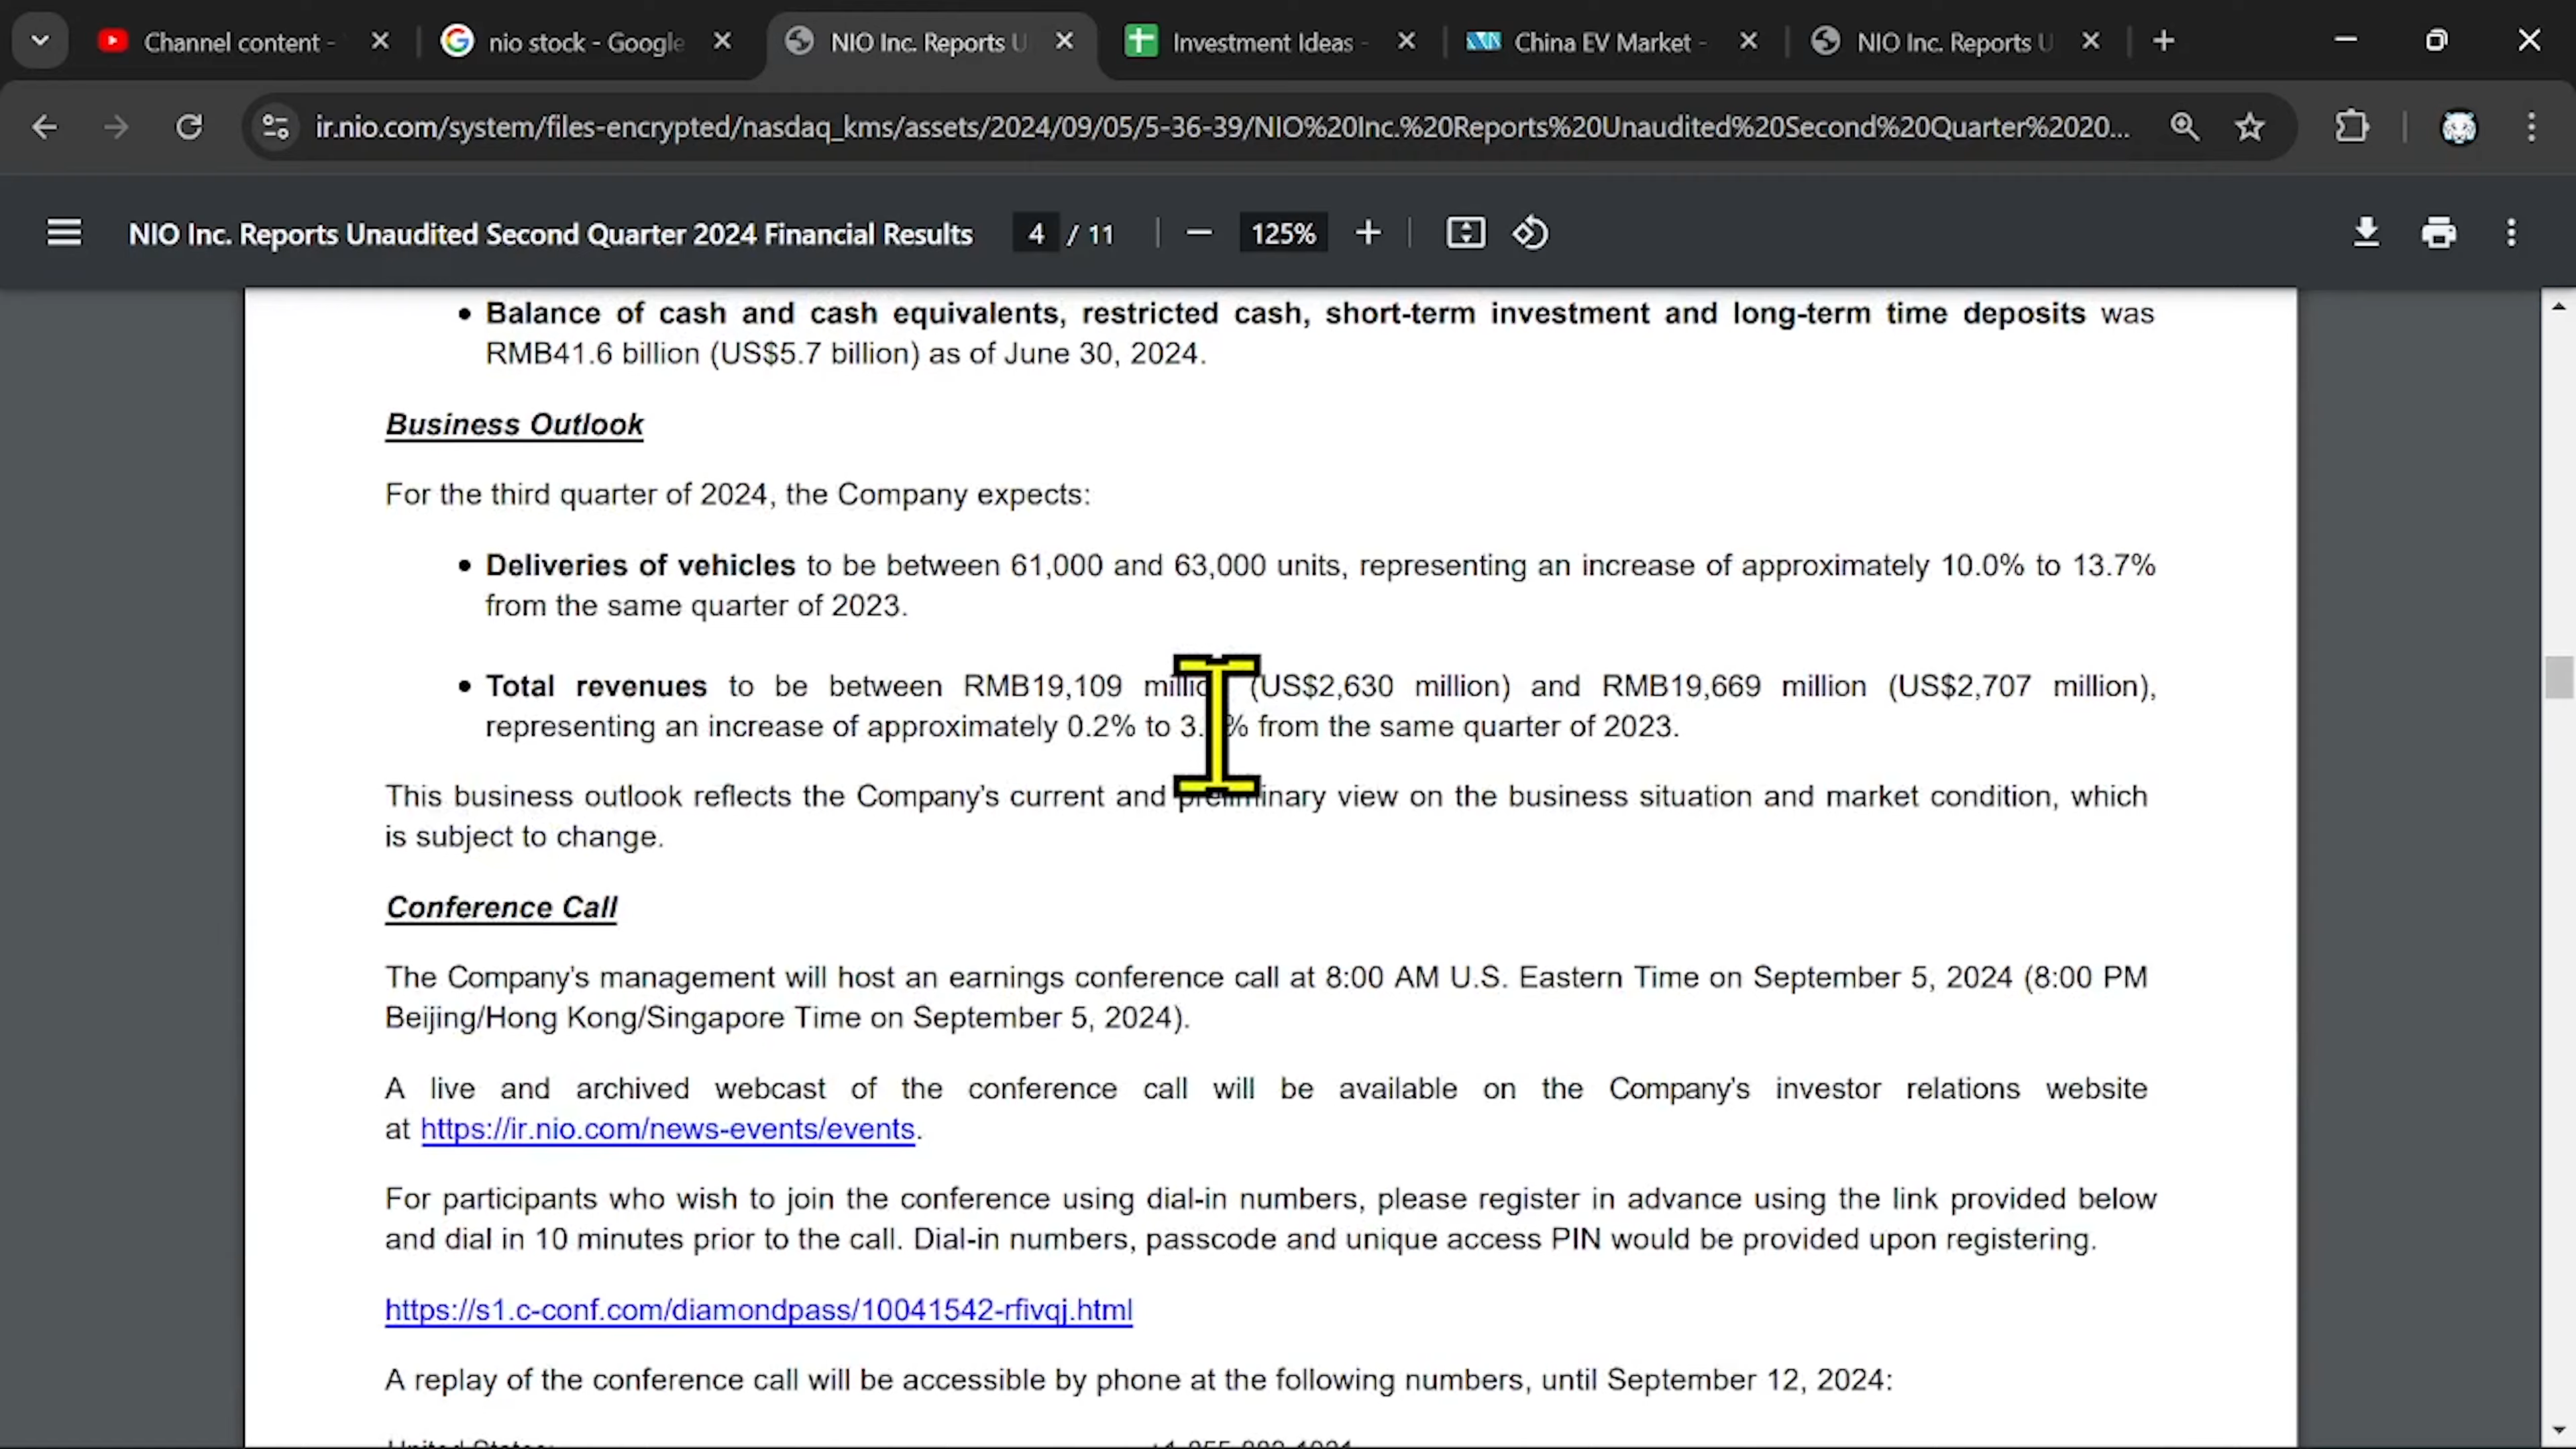 Channel content -
nio stock - Google
NIO Inc. Reports U
Investment Ideas -
China EV Market -
NIO Inc. Reports U
ir.nio.com/system/files-encrypted/nasdaq_kms/assets/2024/09/05/5-36-39/NIO%20Inc.%20Reports%20Unaudited%20Second%20Quarter%2020...
NIO Inc. Reports Unaudited Second Quarter 2024 Financial Results
4 / 11
125%
• Balance of cash and cash equivalents, restricted cash, short-term investment and long-term time deposits was
RMB41.6 billion (US$5.7 billion) as of June 30, 2024.
Business Outlook
For the third quarter of 2024, the Company expects:
• Deliveries of vehicles to be between 61,000 and 63,000 units, representing an increase of approximately 10.0% to 13.7%
from the same quarter of 2023.
• Total revenues to be between RMB19,109 million (US$2,630 million) and RMB19,669 million (US$2,707 million),
representing an increase of approximately 0.2% to from the same quarter of 2023.
This business outlook reflects the Company's current and preliminary view on the business situation and market condition, which
is subject to change.
Conference Call
The Company's management will host an earnings conference call at 8:00 AM U.S. Eastern Time on September 5, 2024 (8:00 PM
Beijing/Hong Kong/Singapore Time on September 5, 2024).
A live and archived webcast of the conference call will be available on the Company's investor relations website
at https://ir.nio.com/news-events/events.
For participants who wish to join the conference using dial-in numbers, please register in advance using the link provided below
and dial in 10 minutes prior to the call. Dial-in numbers, passcode and unique access PIN would be provided upon registering.
https://s1.c-conf.com/diamondpass/10041542-rfivqj.html
A replay of the conference call will be accessible by phone at the following numbers, until September 12, 2024:
United States: